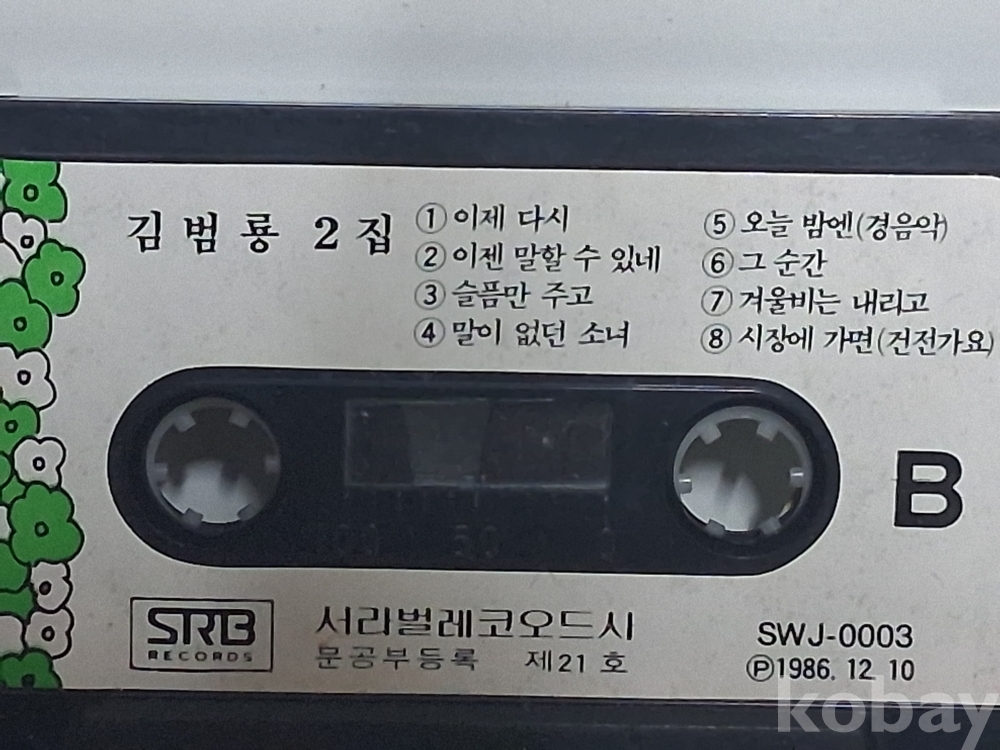 김범룡 2집
① 이제 다시
② 이젠 말할 수 있네
③ 슬픔만 주고
④ 말이 없던 소녀
⑤ 오늘 밤엔(경음악)
⑥ 그 순간
⑦ 겨울비는 내리고
⑧ 시장에 가면(건전가요)
B
50
SRB
RECORDS
서라벌레코오드사
문공부등록 제21호
SWJ-0003
Ⓟ1986. 12. 10
kobay